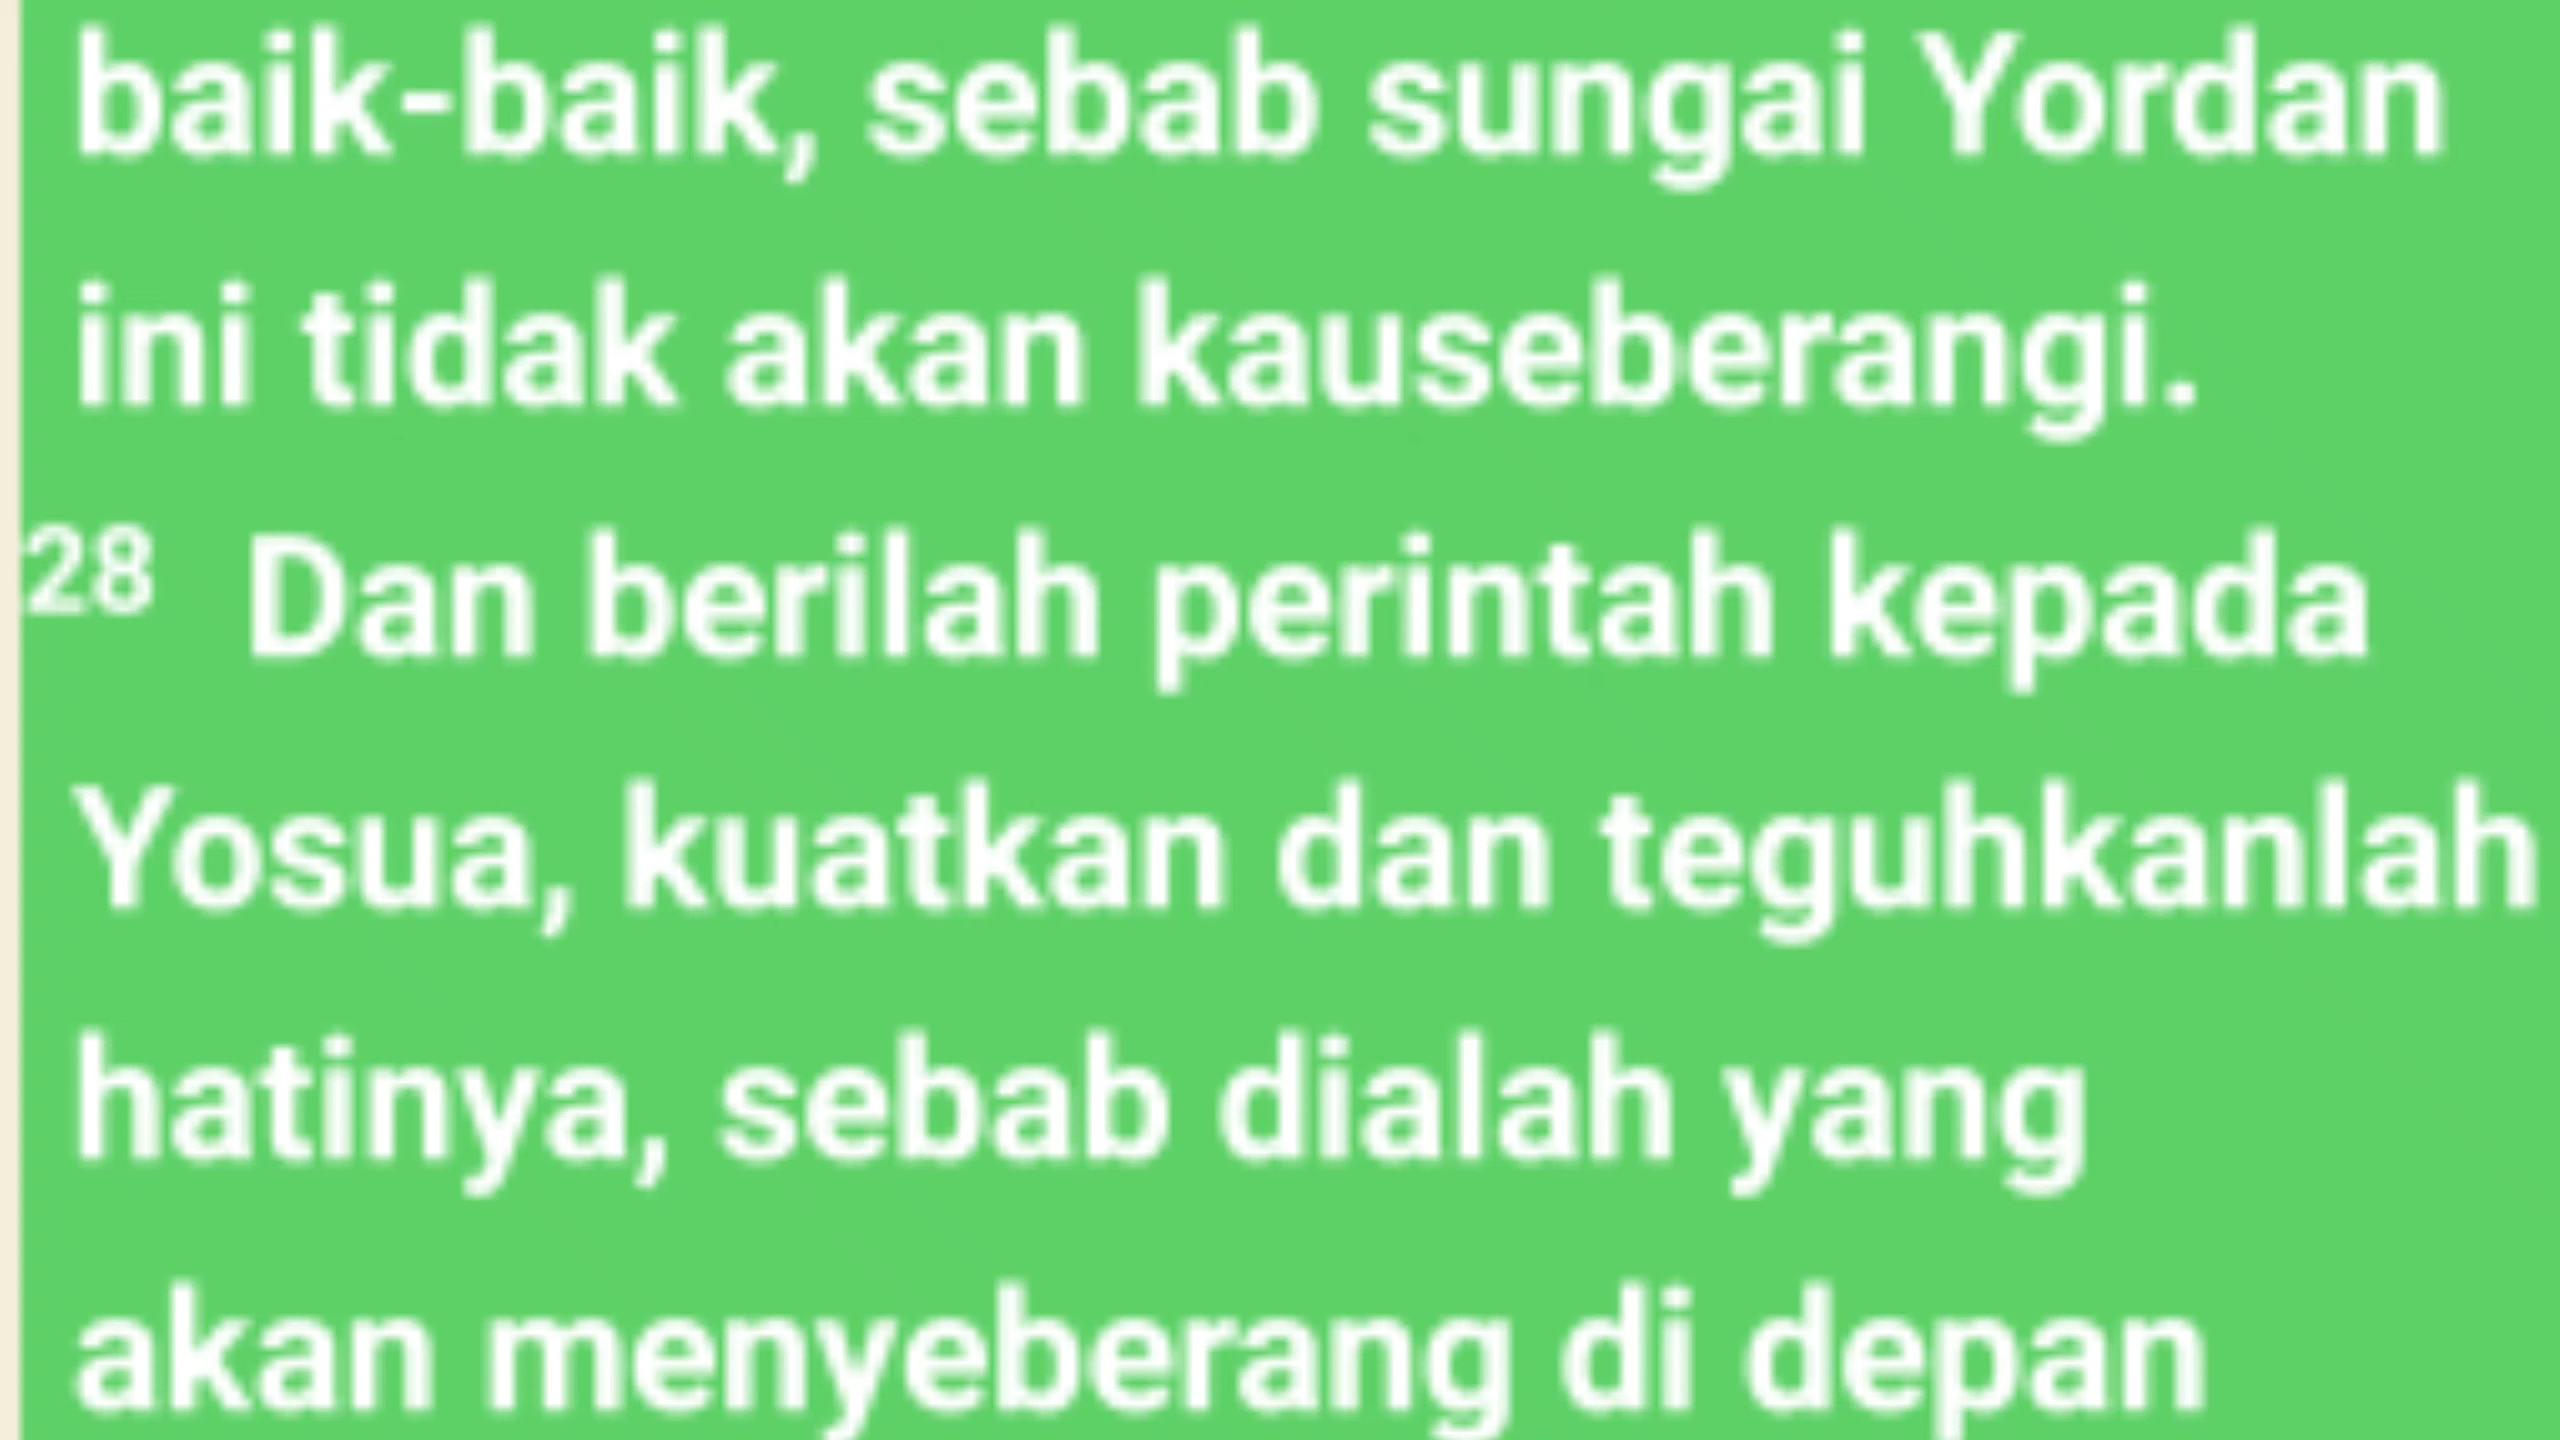 baik-baik, sebab sungai Yordan
ini tidak akan kauseberangi.
28 Dan berilah perintah kepada
Yosua, kuatkan dan teguhkanlah
hatinya, sebab dialah yang
akan menyeberang di depan